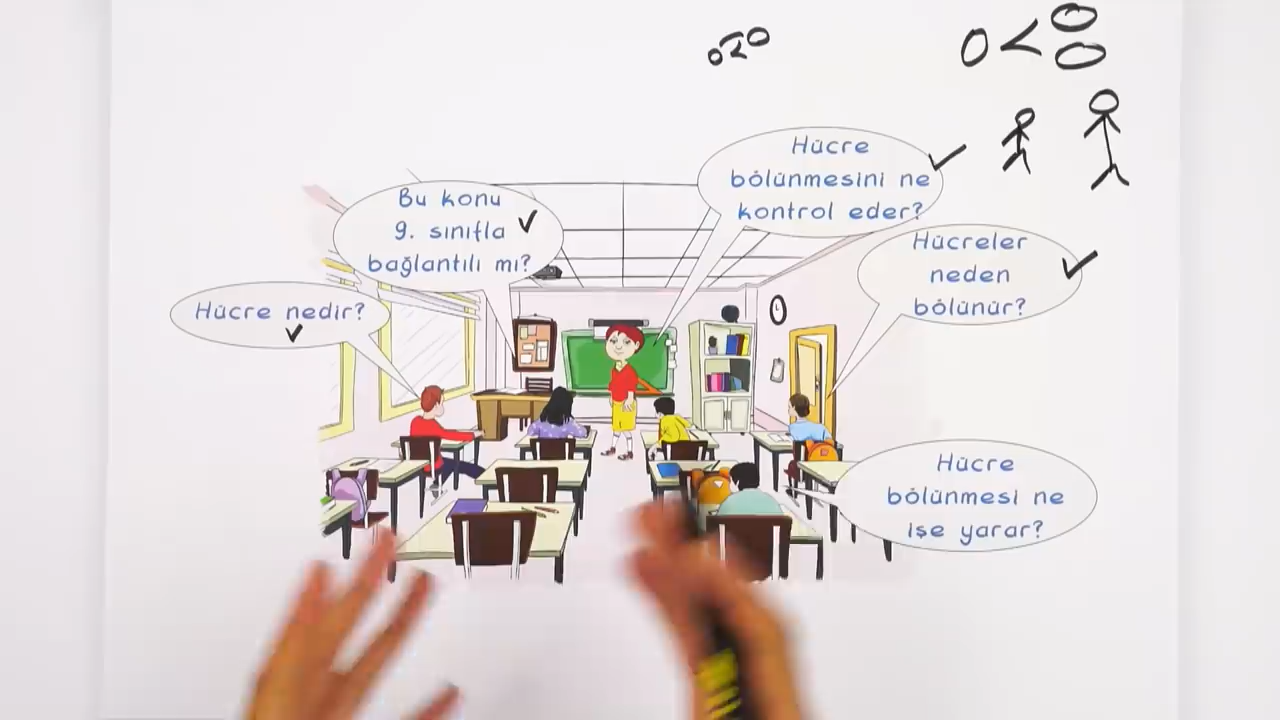 Hücre
bölünmesini ne
kontrol eder?
Bu konu
9. sınıfla
bağlantılı mı?
Hücreler
neden
bölünür?
Hücre nedir?
Hücre
bölünmesi ne
işe yarar?